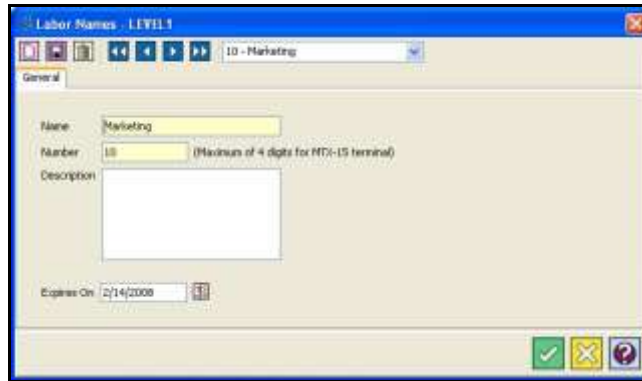 Labor Names - LEVEL1
10 - Marketing
General
Name Marketing
Number 10 (Maximum of 4 digits for MTX-15 terminal)
Description
Expires On 2/14/2008